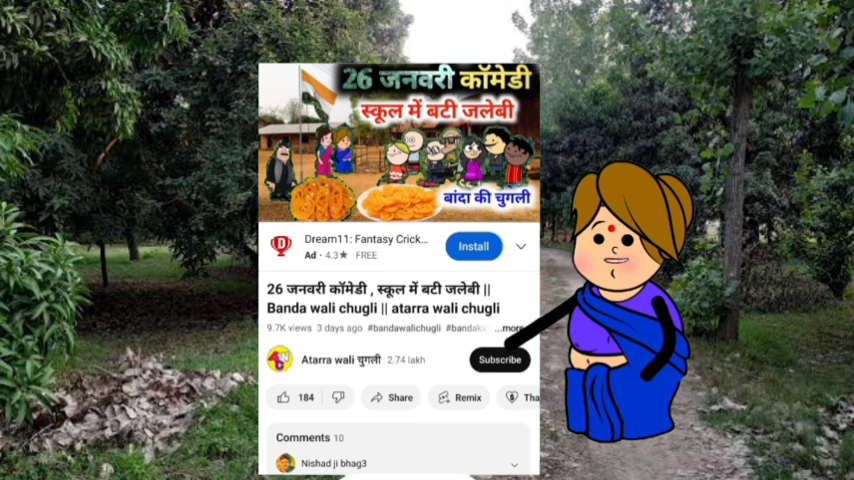 26 जनवरी कॉमेडी
स्कूल में बटी जलेबी
बांदा की चुगली
Dream11: Fantasy Crick...
Install
Ad · 4.3★ FREE
26 जनवरी कॉमेडी , स्कूल में बटी जलेबी ||
Banda wali chugli || atarra wali chugli
9.7K views 3 days ago #bandawalichugli #bandaki ...more
Atarra wali चुगली 2.74 lakh
Subscribe
184 Share Remix Tha
Comments 10
Nishad ji bhag3